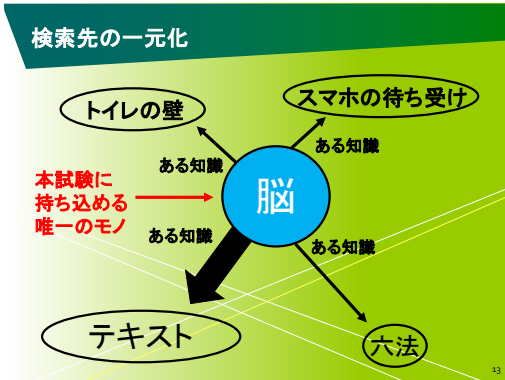 検索先の一元化
トイレの壁
スマホの待ち受け
ある知識
ある知識
本試験に
持ち込める
唯一のモノ
脳
ある知識
ある知識
テキスト
六法
13